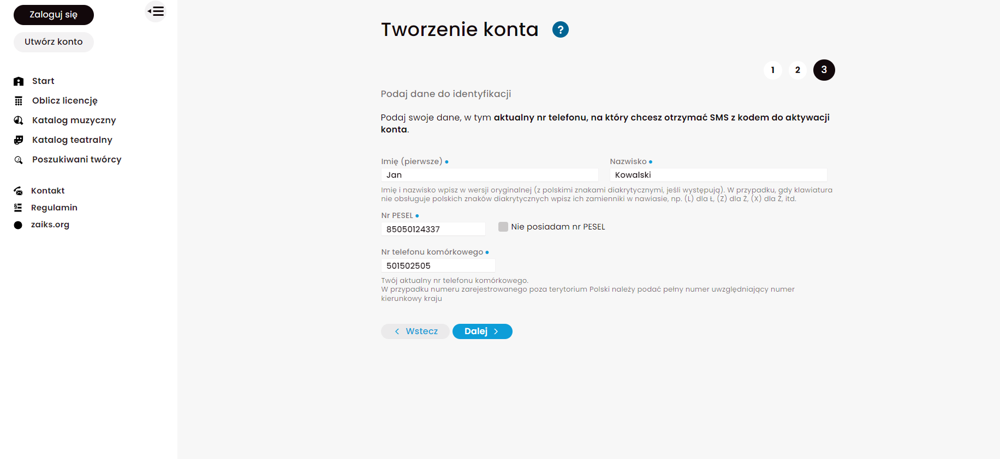 Zaloguj się
Utwórz konto
Start
Oblicz licencję
Katalog muzyczny
Katalog teatralny
Poszukiwani twórcy
Kontakt
Regulamin
zaiks.org
Tworzenie konta ?
1 2 3
Podaj dane do identyfikacji
Podaj swoje dane, w tym aktualny nr telefonu, na który chcesz otrzymać SMS z kodem do aktywacji
konta.
Imię (pierwsze) Nazwisko
Jan Kowalski
Imię i nazwisko wpisz w wersji oryginalnej (z polskimi znakami diakrytycznymi, jeśli występują). W przypadku, gdy klawiatura
nie obsługuje polskich znaków diakrytycznych wpisz ich zamienniki w nawiasie, np. (L) dla Ł, (Z) dla Ż, (X) dla Ź, itd.
Nr PESEL
85050124337 Nie posiadam nr PESEL
Nr telefonu komórkowego
501502505
Twój aktualny nr telefonu komórkowego.
W przypadku numeru zarejestrowanego poza terytorium Polski należy podać pełny numer uwzględniający numer
kierunkowy kraju
Wstecz Dalej